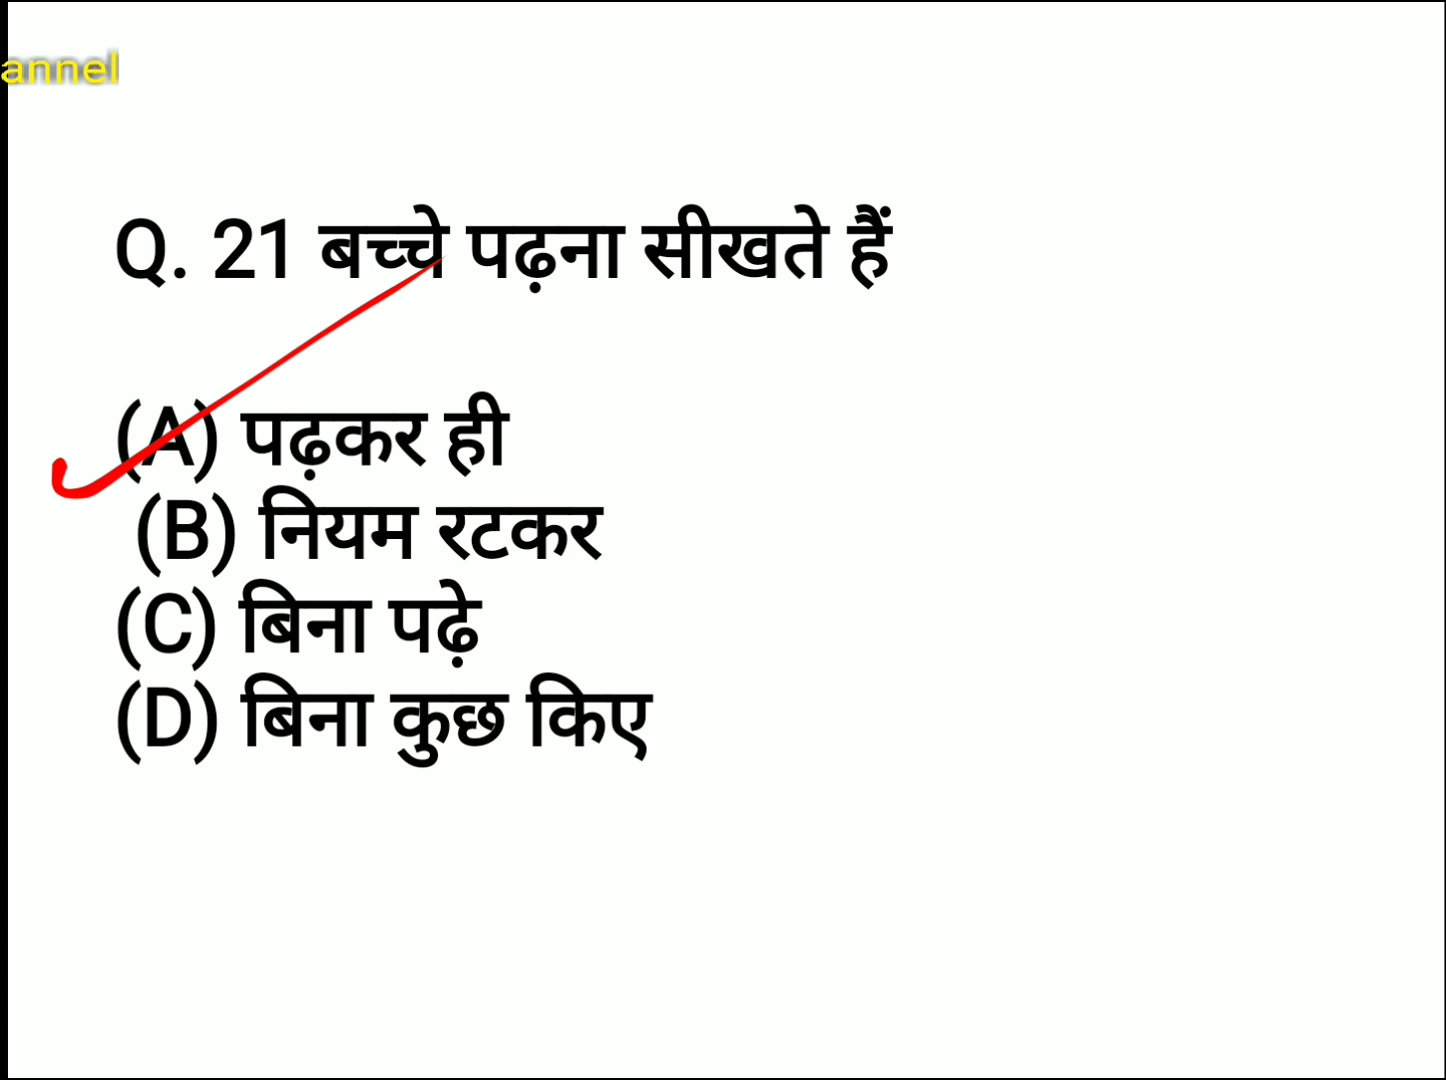 annel
Q. 21 बच्चे पढ़ना सीखते हैं
(A) पढ़कर ही
(B) नियम रटकर
(C) बिना पढ़े
(D) बिना कुछ किए